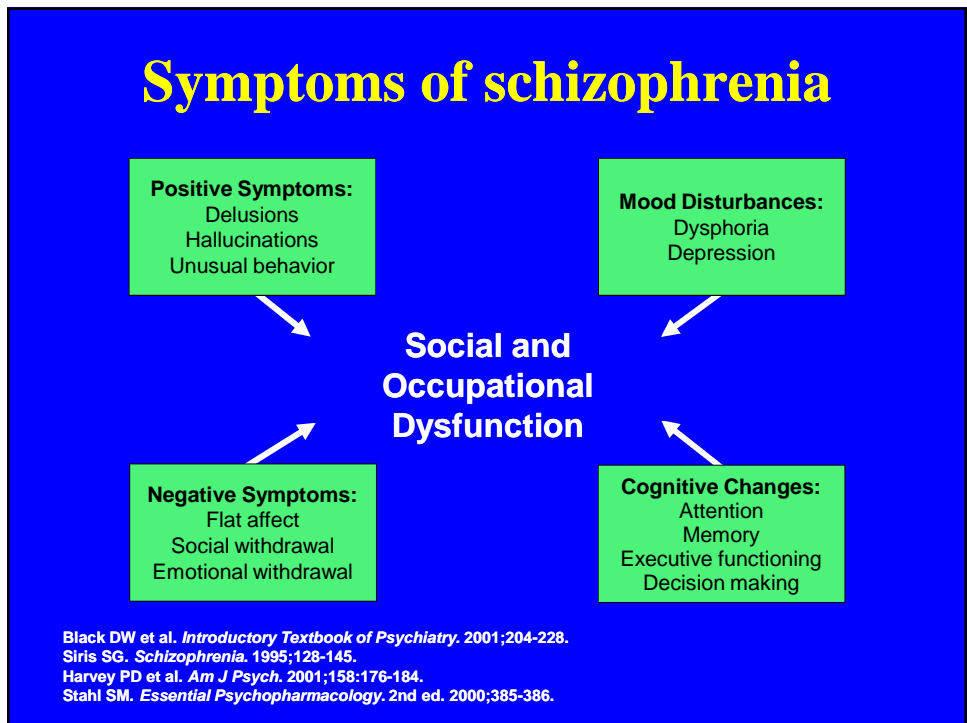 Symptoms of schizophrenia
Positive Symptoms:
Delusions
Hallucinations
Unusual behavior
Mood Disturbances:
Dysphoria
Depression
Social and
Occupational
Dysfunction
Negative Symptoms:
Flat affect
Social withdrawal
Emotional withdrawal
Cognitive Changes:
Attention
Memory
Executive functioning
Decision making
Black DW et al. Introductory Textbook of Psychiatry. 2001;204-228.
Siris SG. Schizophrenia. 1995;128-145.
Harvey PD et al. Am J Psych. 2001;158:176-184.
Stahl SM. Essential Psychopharmacology. 2nd ed. 2000;385-386.